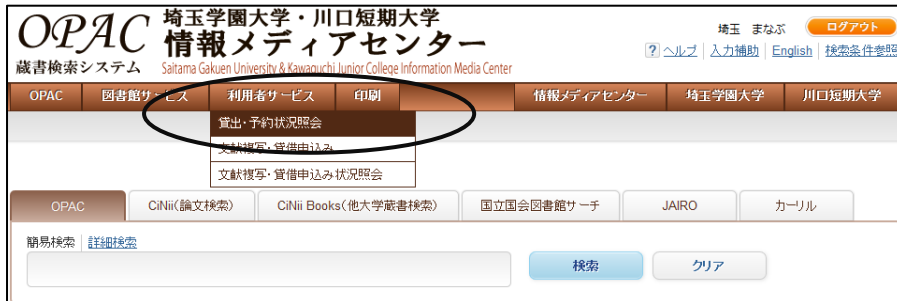 OPAC 埼玉学園大学・川口短期大学
情報メディアセンター
蔵書検索システム Saitama Gakuen University & Kawaguchi Junior College Information Media Center
埼玉 まなぶ ログアウト
? ヘルプ 入力補助 English 検索条件参照
OPAC 図書館サービス 利用者サービス 印刷 情報メディアセンター 埼玉学園大学 川口短期大学
貸出・予約状況照会
文献複写・貸借申込み
文献複写・貸借申込み状況照会
OPAC CiNii(論文検索) CiNii Books(他大学蔵書検索) 国立国会図書館サーチ JAIRO カーリル
簡易検索 詳細検索
検索 クリア